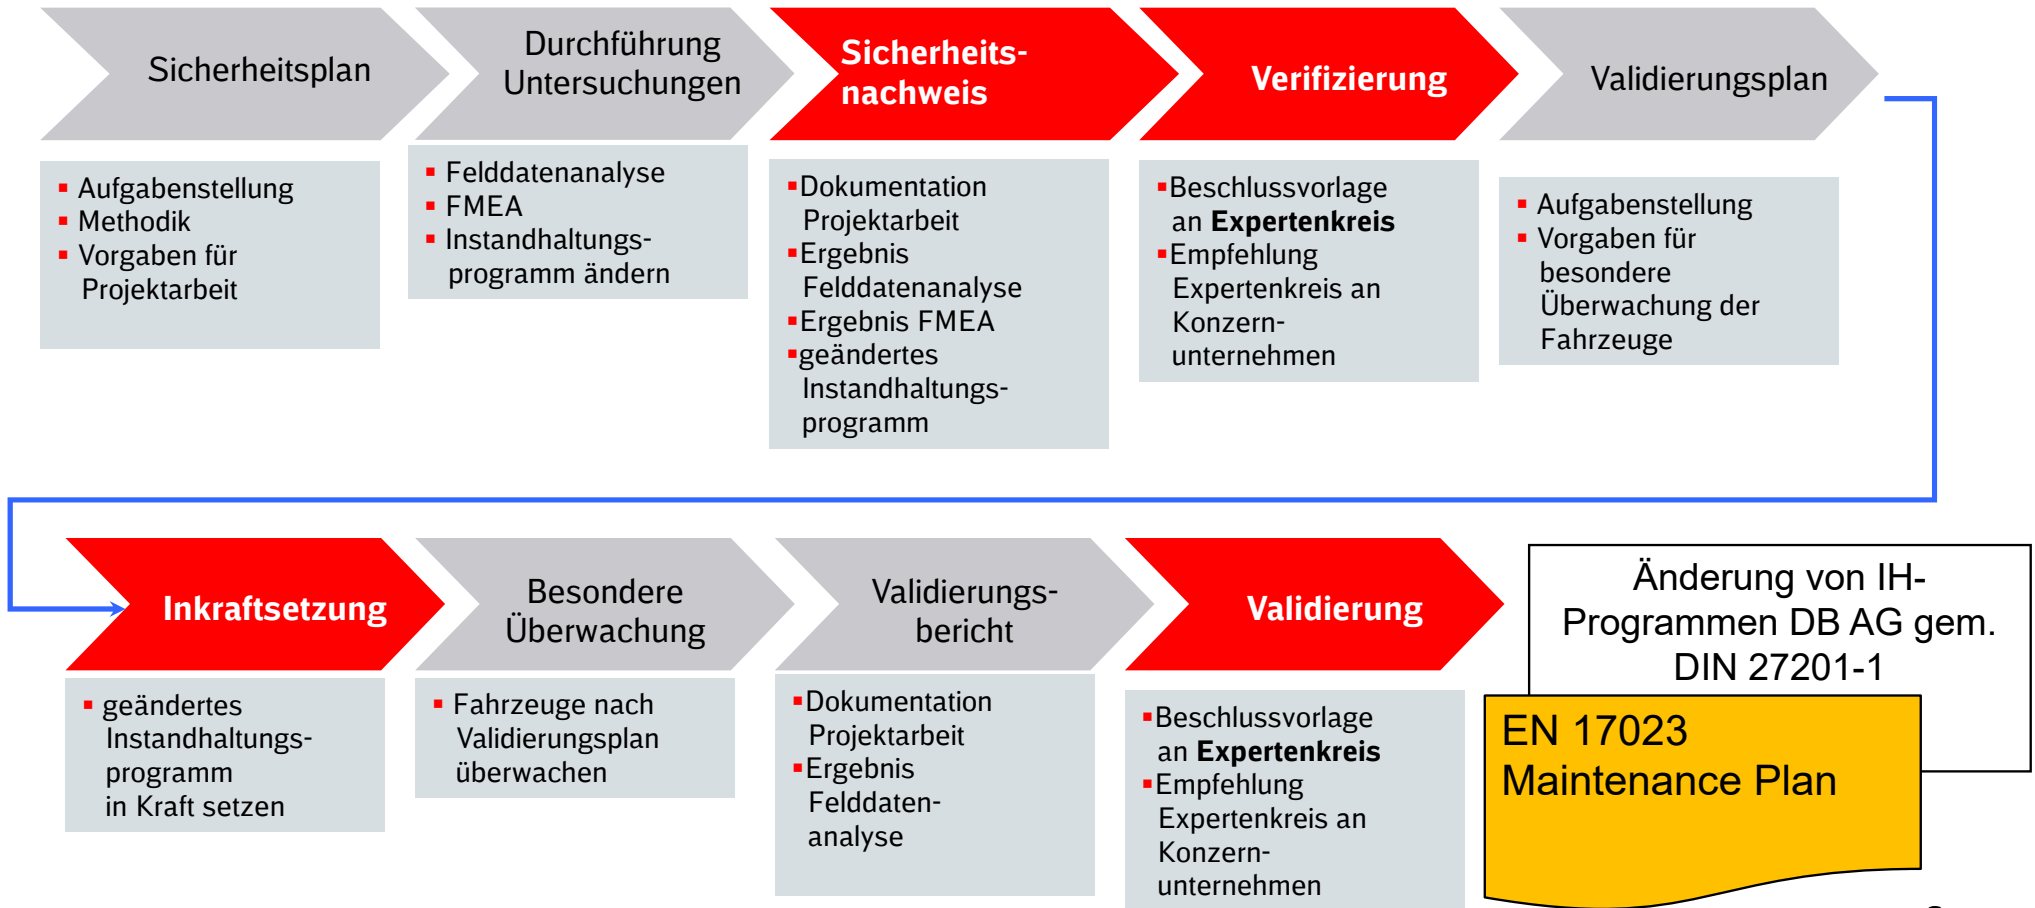 Sicherheitsplan
▪ Aufgabenstellung
▪ Methodik
▪ Vorgaben für
Projektarbeit
Durchführung
Untersuchungen
▪ Felddatenanalyse
▪ FMEA
▪ Instandhaltungs-
programm ändern
Sicherheits-
nachweis
▪Dokumentation
Projektarbeit
▪Ergebnis
Felddatenanalyse
▪Ergebnis FMEA
▪geändertes
Instandhaltungs-
programm
Verifizierung
▪Beschlussvorlage
an Expertenkreis
▪Empfehlung
Expertenkreis an
Konzern-
unternehmen
Validierungsplan
▪ Aufgabenstellung
▪ Vorgaben für
besondere
Überwachung der
Fahrzeuge
Inkraftsetzung
▪ geändertes
Instandhaltungs-
programm
in Kraft setzen
Besondere
Überwachung
▪ Fahrzeuge nach
Validierungsplan
überwachen
Validierungs-
bericht
▪Dokumentation
Projektarbeit
▪Ergebnis
Felddaten-
analyse
Validierung
▪Beschlussvorlage
an Expertenkreis
▪Empfehlung
Expertenkreis an
Konzern-
unternehmen
Änderung von IH-
Programmen DB AG gem.
DIN 27201-1
EN 17023
Maintenance Plan